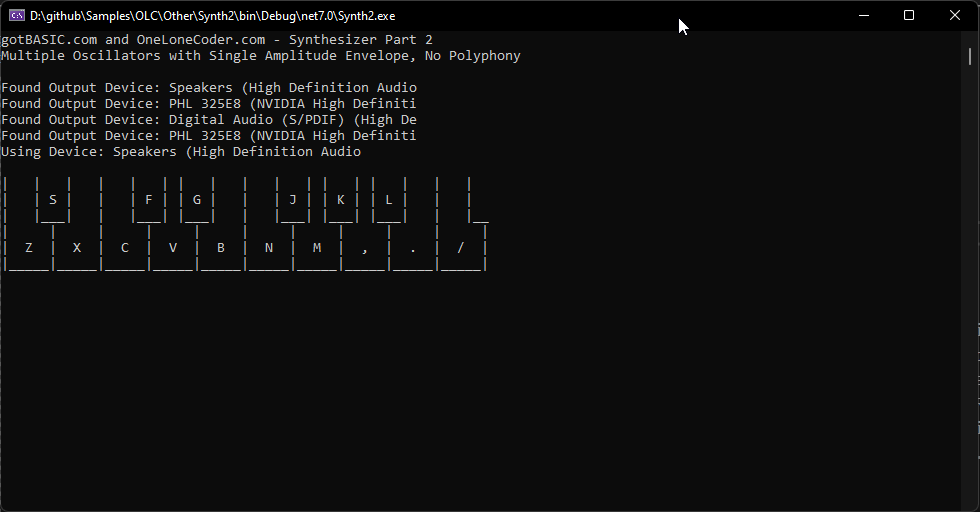 D:\github\Samples\OLC\Other\Synth2\bin\Debug\net7.0\Synth2.exe
gotBASIC.com and OneLoneCoder.com - Synthesizer Part 2
Multiple Oscillators with Single Amplitude Envelope, No Polyphony
Found Output Device: Speakers (High Definition Audio
Found Output Device: PHL 325E8 (NVIDIA High Definiti
Found Output Device: Digital Audio (S/PDIF) (High De
Found Output Device: PHL 325E8 (NVIDIA High Definiti
Using Device: Speakers (High Definition Audio
S F G J K L
Z X C V B N M , . /